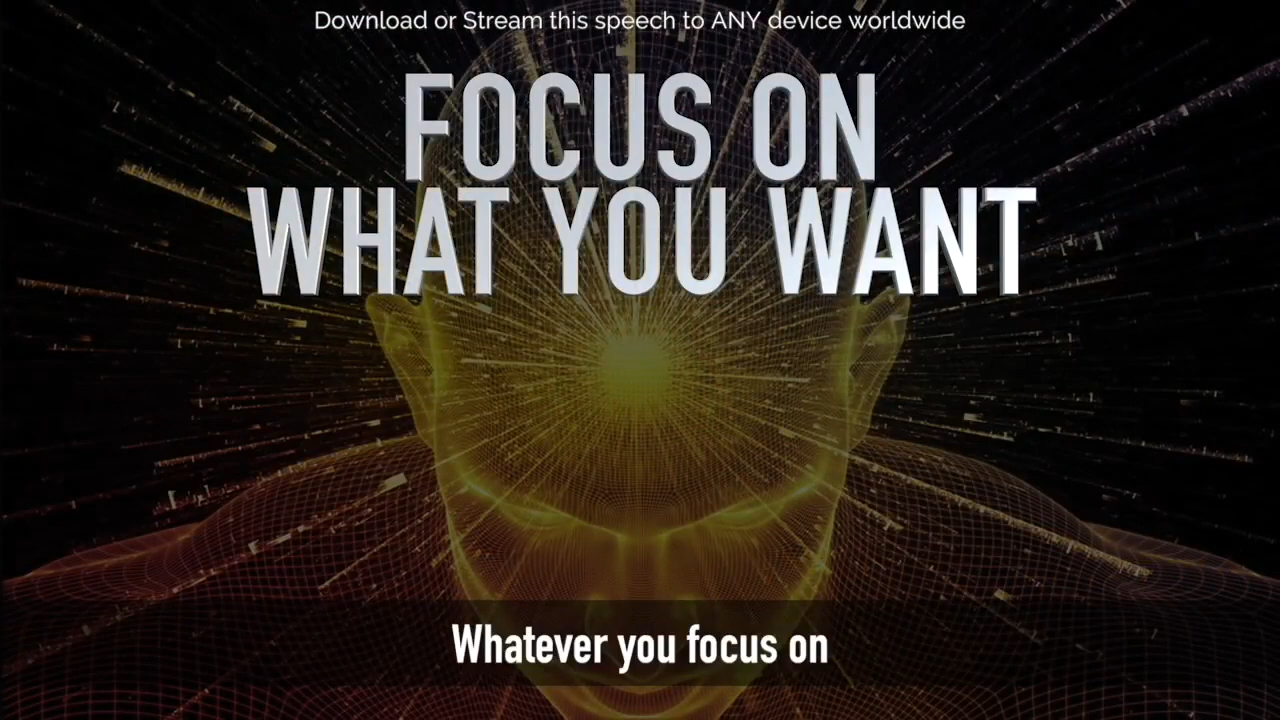 Download or Stream this speech to ANY device worldwide
FOCUS ON
WHAT YOU WANT
Whatever you focus on